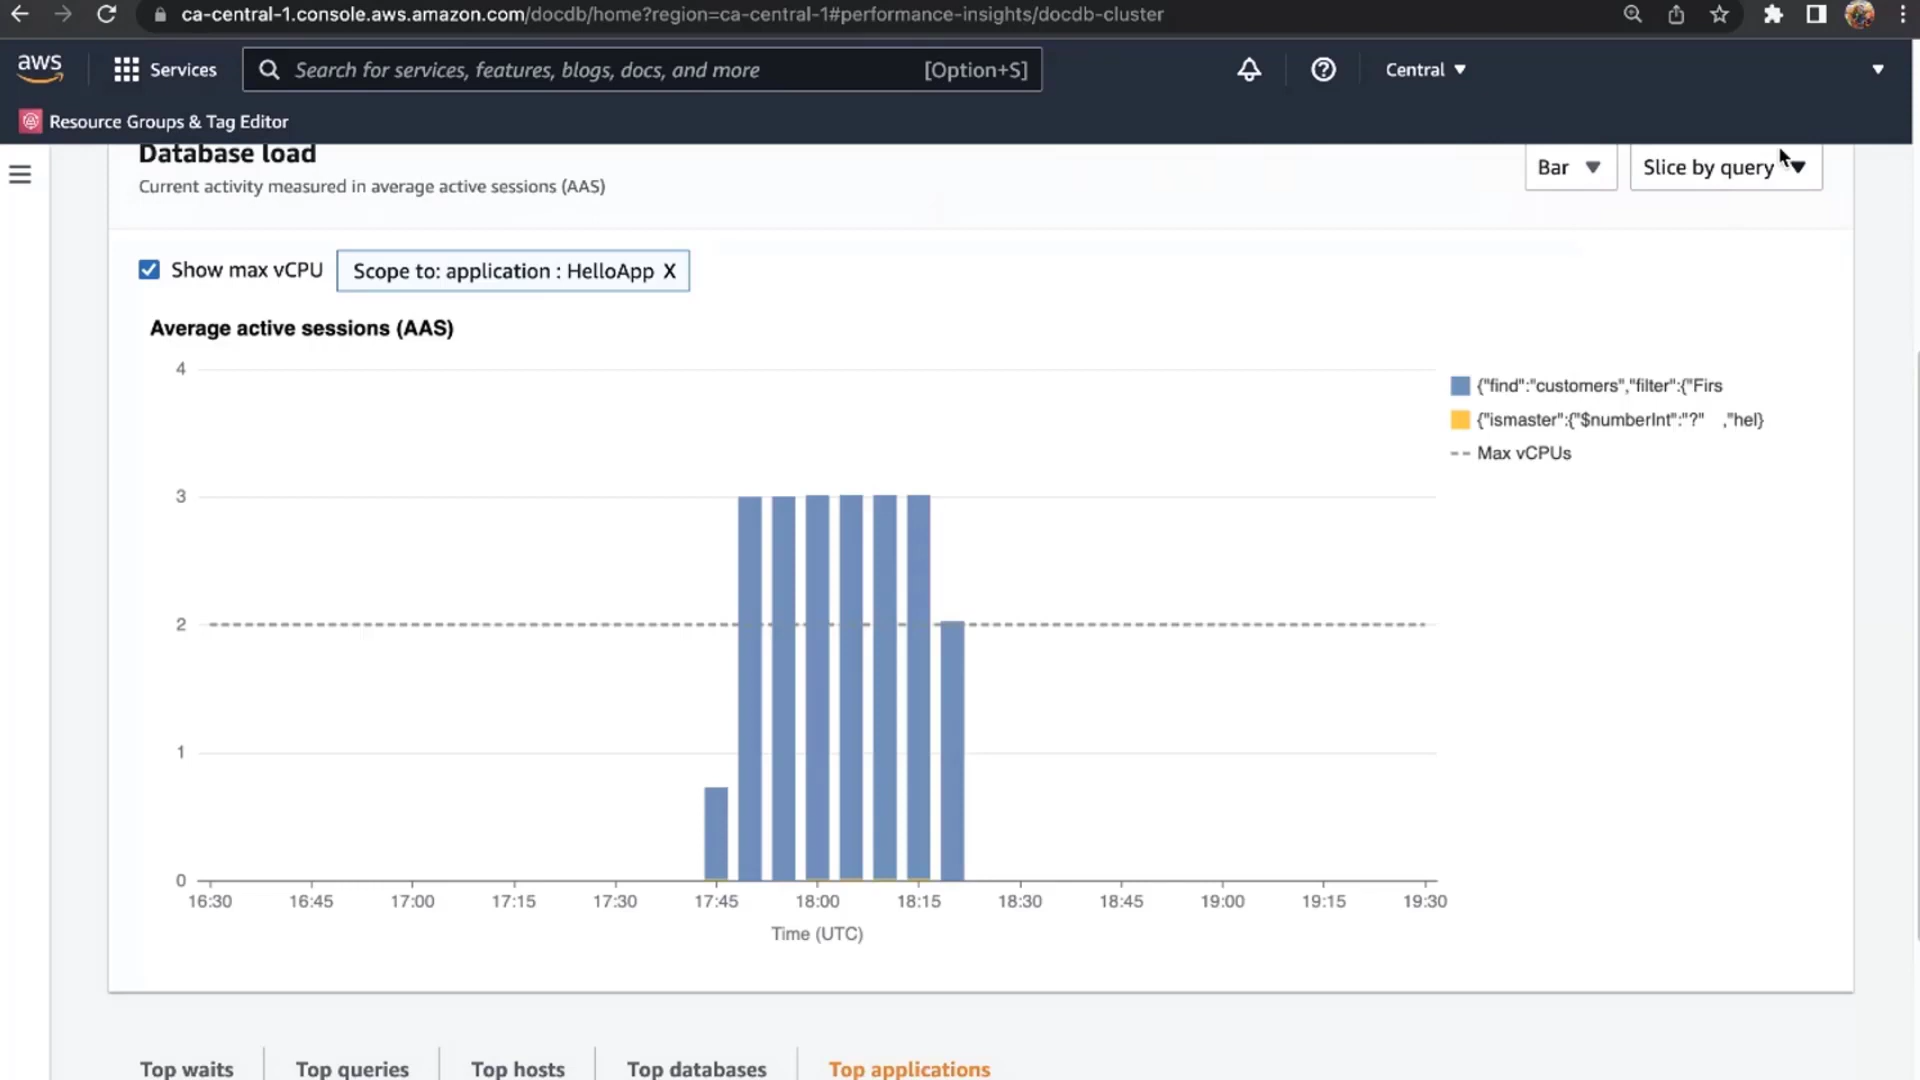 ca-central-1.console.aws.amazon.com/docdb/home?region=ca-central-1#performance-insights/docdb-cluster
aws
Services
Search for services, features, blogs, docs, and more
[Option+S]
Central
Resource Groups & Tag Editor
Database load
Current activity measured in average active sessions (AAS)
Bar
Slice by query
Show max vCPU
Scope to: application : HelloApp X
Average active sessions (AAS)
4
3
2
1
0
16:30
16:45
17:00
17:15
17:30
17:45
18:00
18:15
18:30
18:45
19:00
19:15
19:30
Time (UTC)
{"find":"customers","filter":{"Firs
{"ismaster":{"$numberInt":"?" ,"hel}
Max vCPUs
Top waits
Top queries
Top hosts
Top databases
Top applications